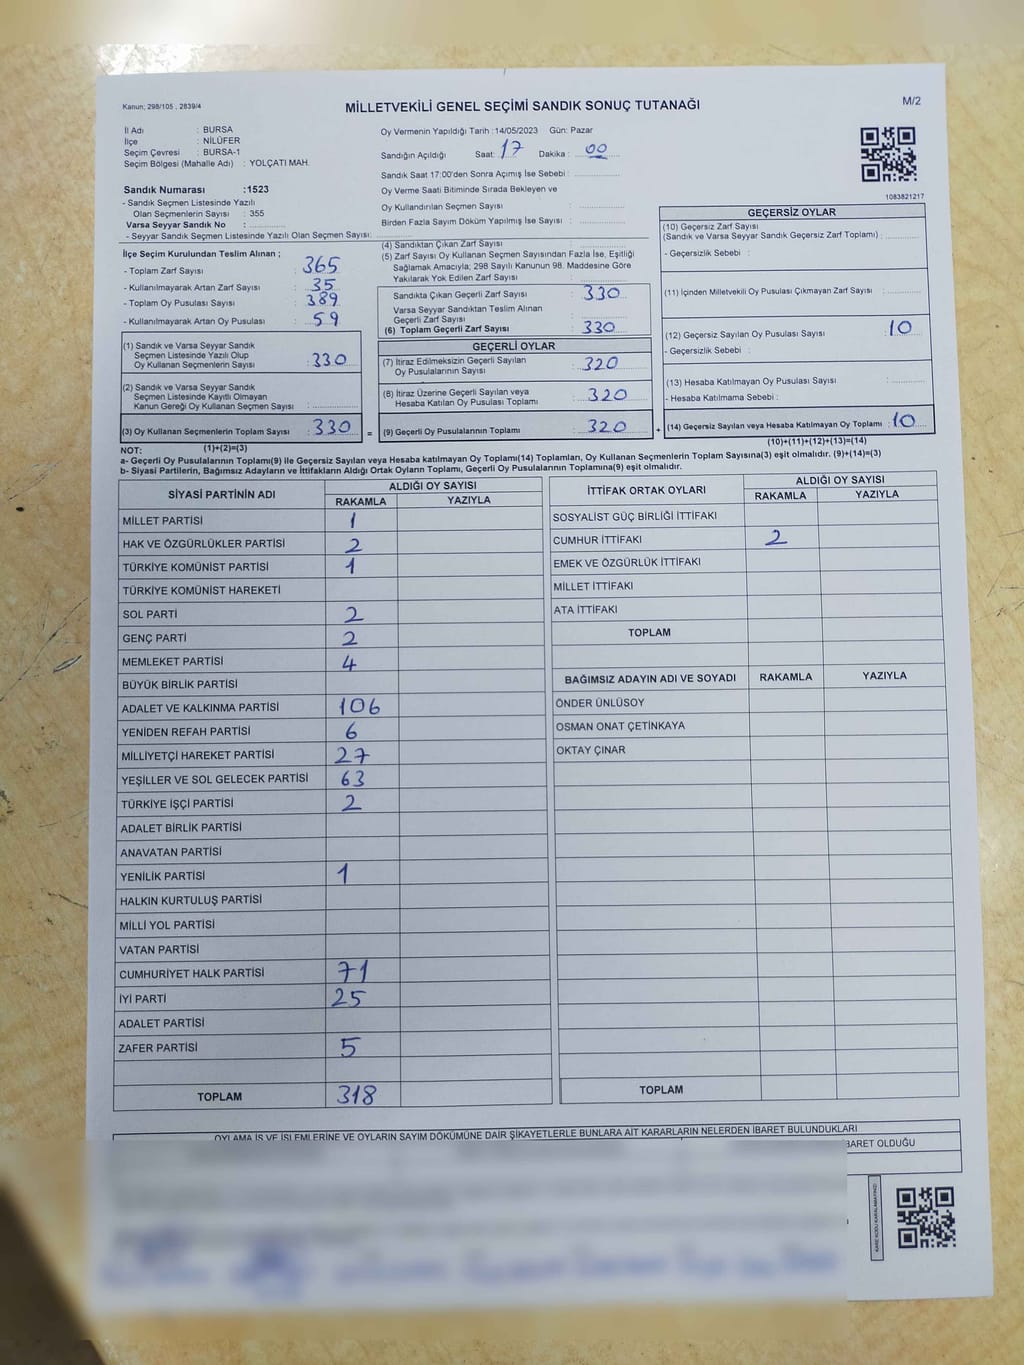 Kanun; 298/105 ; 2839/4
MİLLETVEKİLİ GENEL SEÇİMİ SANDIK SONUÇ TUTANAĞI
M/2
İl Adı : BURSA
İlçe : NİLÜFER
Seçim Çevresi : BURSA-1
Seçim Bölgesi (Mahalle Adı) : YOLÇATI MAH.
Sandık Numarası :1523
- Sandık Seçmen Listesinde Yazılı
Olan Seçmenlerin Sayısı : 355
Varsa Seyyar Sandık No :
- Seyyar Sandık Seçmen Listesinde Yazılı Olan Seçmen Sayısı:
Oy Vermenin Yapıldığı Tarih :14/05/2023 Gün: Pazar
Sandığın Açıldığı Saat: 17 Dakika : 00
Sandık Saat 17:00'den Sonra Açımış İse Sebebi :
Oy Verme Saati Bitiminde Sırada Bekleyen ve
Oy Kullandırılan Seçmen Sayısı :
Birden Fazla Sayım Döküm Yapılmış İse Sayısı :
1083821217
İlçe Seçim Kurulundan Teslim Alınan ;
- Toplam Zarf Sayısı : 365
- Kullanılmayarak Artan Zarf Sayısı : 35
- Toplam Oy Pusulası Sayısı : 389
- Kullanılmayarak Artan Oy Pusulası : 59
(1) Sandık ve Varsa Seyyar Sandık
Seçmen Listesinde Yazılı Olup
Oy Kullanan Seçmenlerin Sayısı : 330
(2) Sandık ve Varsa Seyyar Sandık
Seçmen Listesinde Kayıtlı Olmayan
Kanun Gereği Oy Kullanan Seçmen Sayısı :
(3) Oy Kullanan Seçmenlerin Toplam Sayısı : 330 =
(1)+(2)=(3)
(4) Sandıktan Çıkan Zarf Sayısı :
(5) Zarf Sayısı Oy Kullanan Seçmen Sayısından Fazla İse, Eşitliği
Sağlamak Amacıyla; 298 Sayılı Kanunun 98. Maddesine Göre
Yakılarak Yok Edilen Zarf Sayısı :
Sandıkta Çıkan Geçerli Zarf Sayısı : 330
Varsa Seyyar Sandıktan Teslim Alınan
Geçerli Zarf Sayısı :
(6) Toplam Geçerli Zarf Sayısı : 330
GEÇERLİ OYLAR
(7) İtiraz Edilmeksizin Geçerli Sayılan
Oy Pusulalarının Sayısı : 320
(8) İtiraz Üzerine Geçerli Sayılan veya
Hesaba Katılan Oy Pusulası Toplamı : 320
(9) Geçerli Oy Pusulalarının Toplamı : 320 +
GEÇERSİZ OYLAR
(10) Geçersiz Zarf Sayısı
(Sandık ve Varsa Seyyar Sandık Geçersiz Zarf Toplamı) :
- Geçersizlik Sebebi :
(11) İçinden Milletvekili Oy Pusulası Çıkmayan Zarf Sayısı :
(12) Geçersiz Sayılan Oy Pusulası Sayısı : 10
- Geçersizlik Sebebi :
(13) Hesaba Katılmayan Oy Pusulası Sayısı :
- Hesaba Katılmama Sebebi :
(14) Geçersiz Sayılan veya Hesaba Katılmayan Oy Toplamı : 10
(10)+(11)+(12)+(13)=(14)
NOT:
a- Geçerli Oy Pusulalarının Toplamı(9) ile Geçersiz Sayılan veya Hesaba katılmayan Oy Toplamı(14) Toplamları, Oy Kullanan Seçmenlerin Toplam Sayısına(3) eşit olmalıdır. (9)+(14)=(3)
b- Siyasi Partilerin, Bağımsız Adayların ve İttifakların Aldığı Ortak Oyların Toplamı, Geçerli Oy Pusulalarının Toplamına(9) eşit olmalıdır.
SİYASİ PARTİNİN ADI ALDIĞI OY SAYISI
RAKAMLA YAZIYLA
MİLLET PARTİSİ 1
HAK VE ÖZGÜRLÜKLER PARTİSİ 2
TÜRKİYE KOMÜNİST PARTİSİ 1
TÜRKİYE KOMÜNİST HAREKETİ
SOL PARTİ 2
GENÇ PARTİ 2
MEMLEKET PARTİSİ 4
BÜYÜK BİRLİK PARTİSİ
ADALET VE KALKINMA PARTİSİ 106
YENİDEN REFAH PARTİSİ 6
MİLLİYETÇİ HAREKET PARTİSİ 27
YEŞİLLER VE SOL GELECEK PARTİSİ 63
TÜRKİYE İŞÇİ PARTİSİ 2
ADALET BİRLİK PARTİSİ
ANAVATAN PARTİSİ
YENİLİK PARTİSİ 1
HALKIN KURTULUŞ PARTİSİ
MİLLİ YOL PARTİSİ
VATAN PARTİSİ
CUMHURİYET HALK PARTİSİ 71
İYİ PARTİ 25
ADALET PARTİSİ
ZAFER PARTİSİ 5
TOPLAM 318
İTTİFAK ORTAK OYLARI ALDIĞI OY SAYISI
RAKAMLA YAZIYLA
SOSYALİST GÜÇ BİRLİĞİ İTTİFAKI
CUMHUR İTTİFAKI 2
EMEK VE ÖZGÜRLÜK İTTİFAKI
MİLLET İTTİFAKI
ATA İTTİFAKI
TOPLAM
BAĞIMSIZ ADAYIN ADI VE SOYADI RAKAMLA YAZIYLA
ÖNDER ÜNLÜSOY
OSMAN ONAT ÇETİNKAYA
OKTAY ÇINAR
TOPLAM
OYLAMA İŞ VE İŞLEMLERİNE VE OYLARIN SAYIM DÖKÜMÜNE DAİR ŞİKAYETLERLE BUNLARA AİT KARARLARIN NELERDEN İBARET BULUNDUKLARI
BARET OLDUĞU
KARE KODU KARALAMAYINIZ!